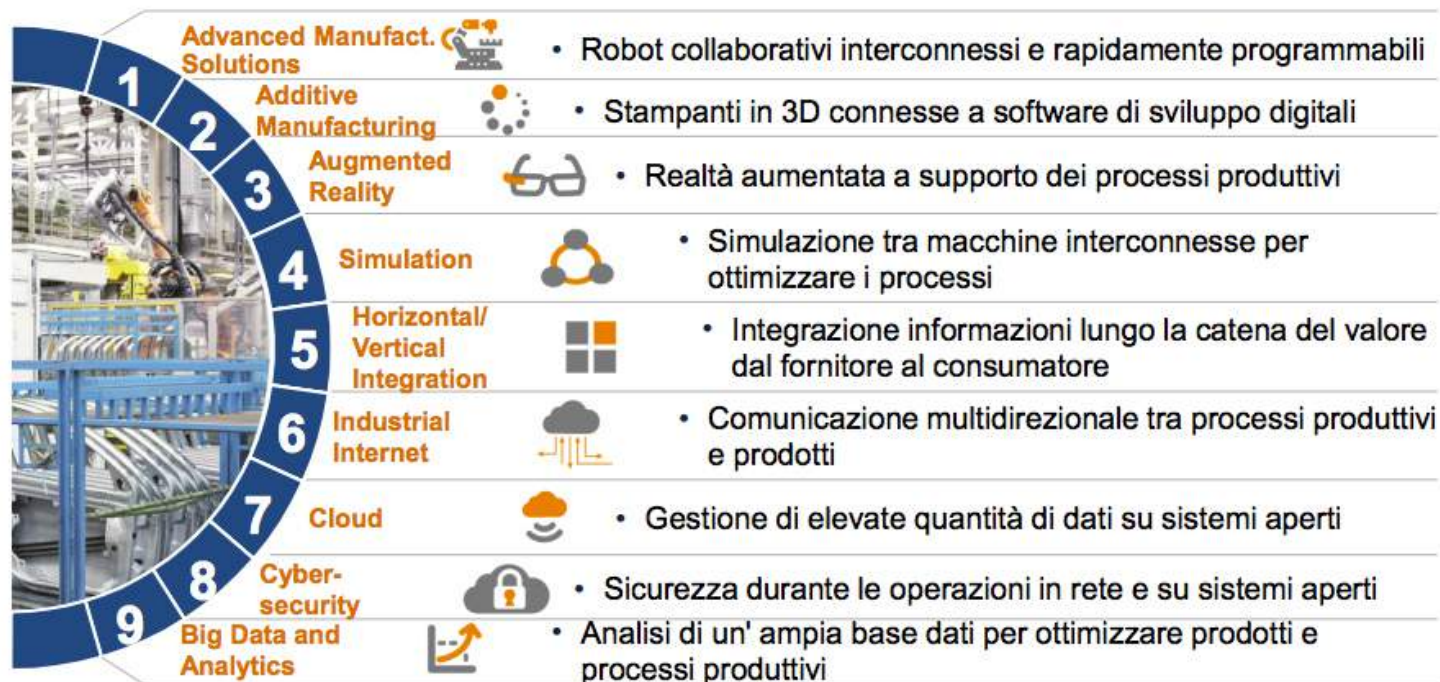 1
Advanced Manufact.
Solutions
• Robot collaborativi interconnessi e rapidamente programmabili
2
Additive
Manufacturing
• Stampanti in 3D connesse a software di sviluppo digitali
3
Augmented
Reality
• Realtà aumentata a supporto dei processi produttivi
4
Simulation
• Simulazione tra macchine interconnesse per
ottimizzare i processi
5
Horizontal/
Vertical
Integration
• Integrazione informazioni lungo la catena del valore
dal fornitore al consumatore
6
Industrial
Internet
• Comunicazione multidirezionale tra processi produttivi
e prodotti
7
Cloud
• Gestione di elevate quantità di dati su sistemi aperti
8
Cyber-
security
• Sicurezza durante le operazioni in rete e su sistemi aperti
9
Big Data and
Analytics
• Analisi di un' ampia base dati per ottimizzare prodotti e
processi produttivi